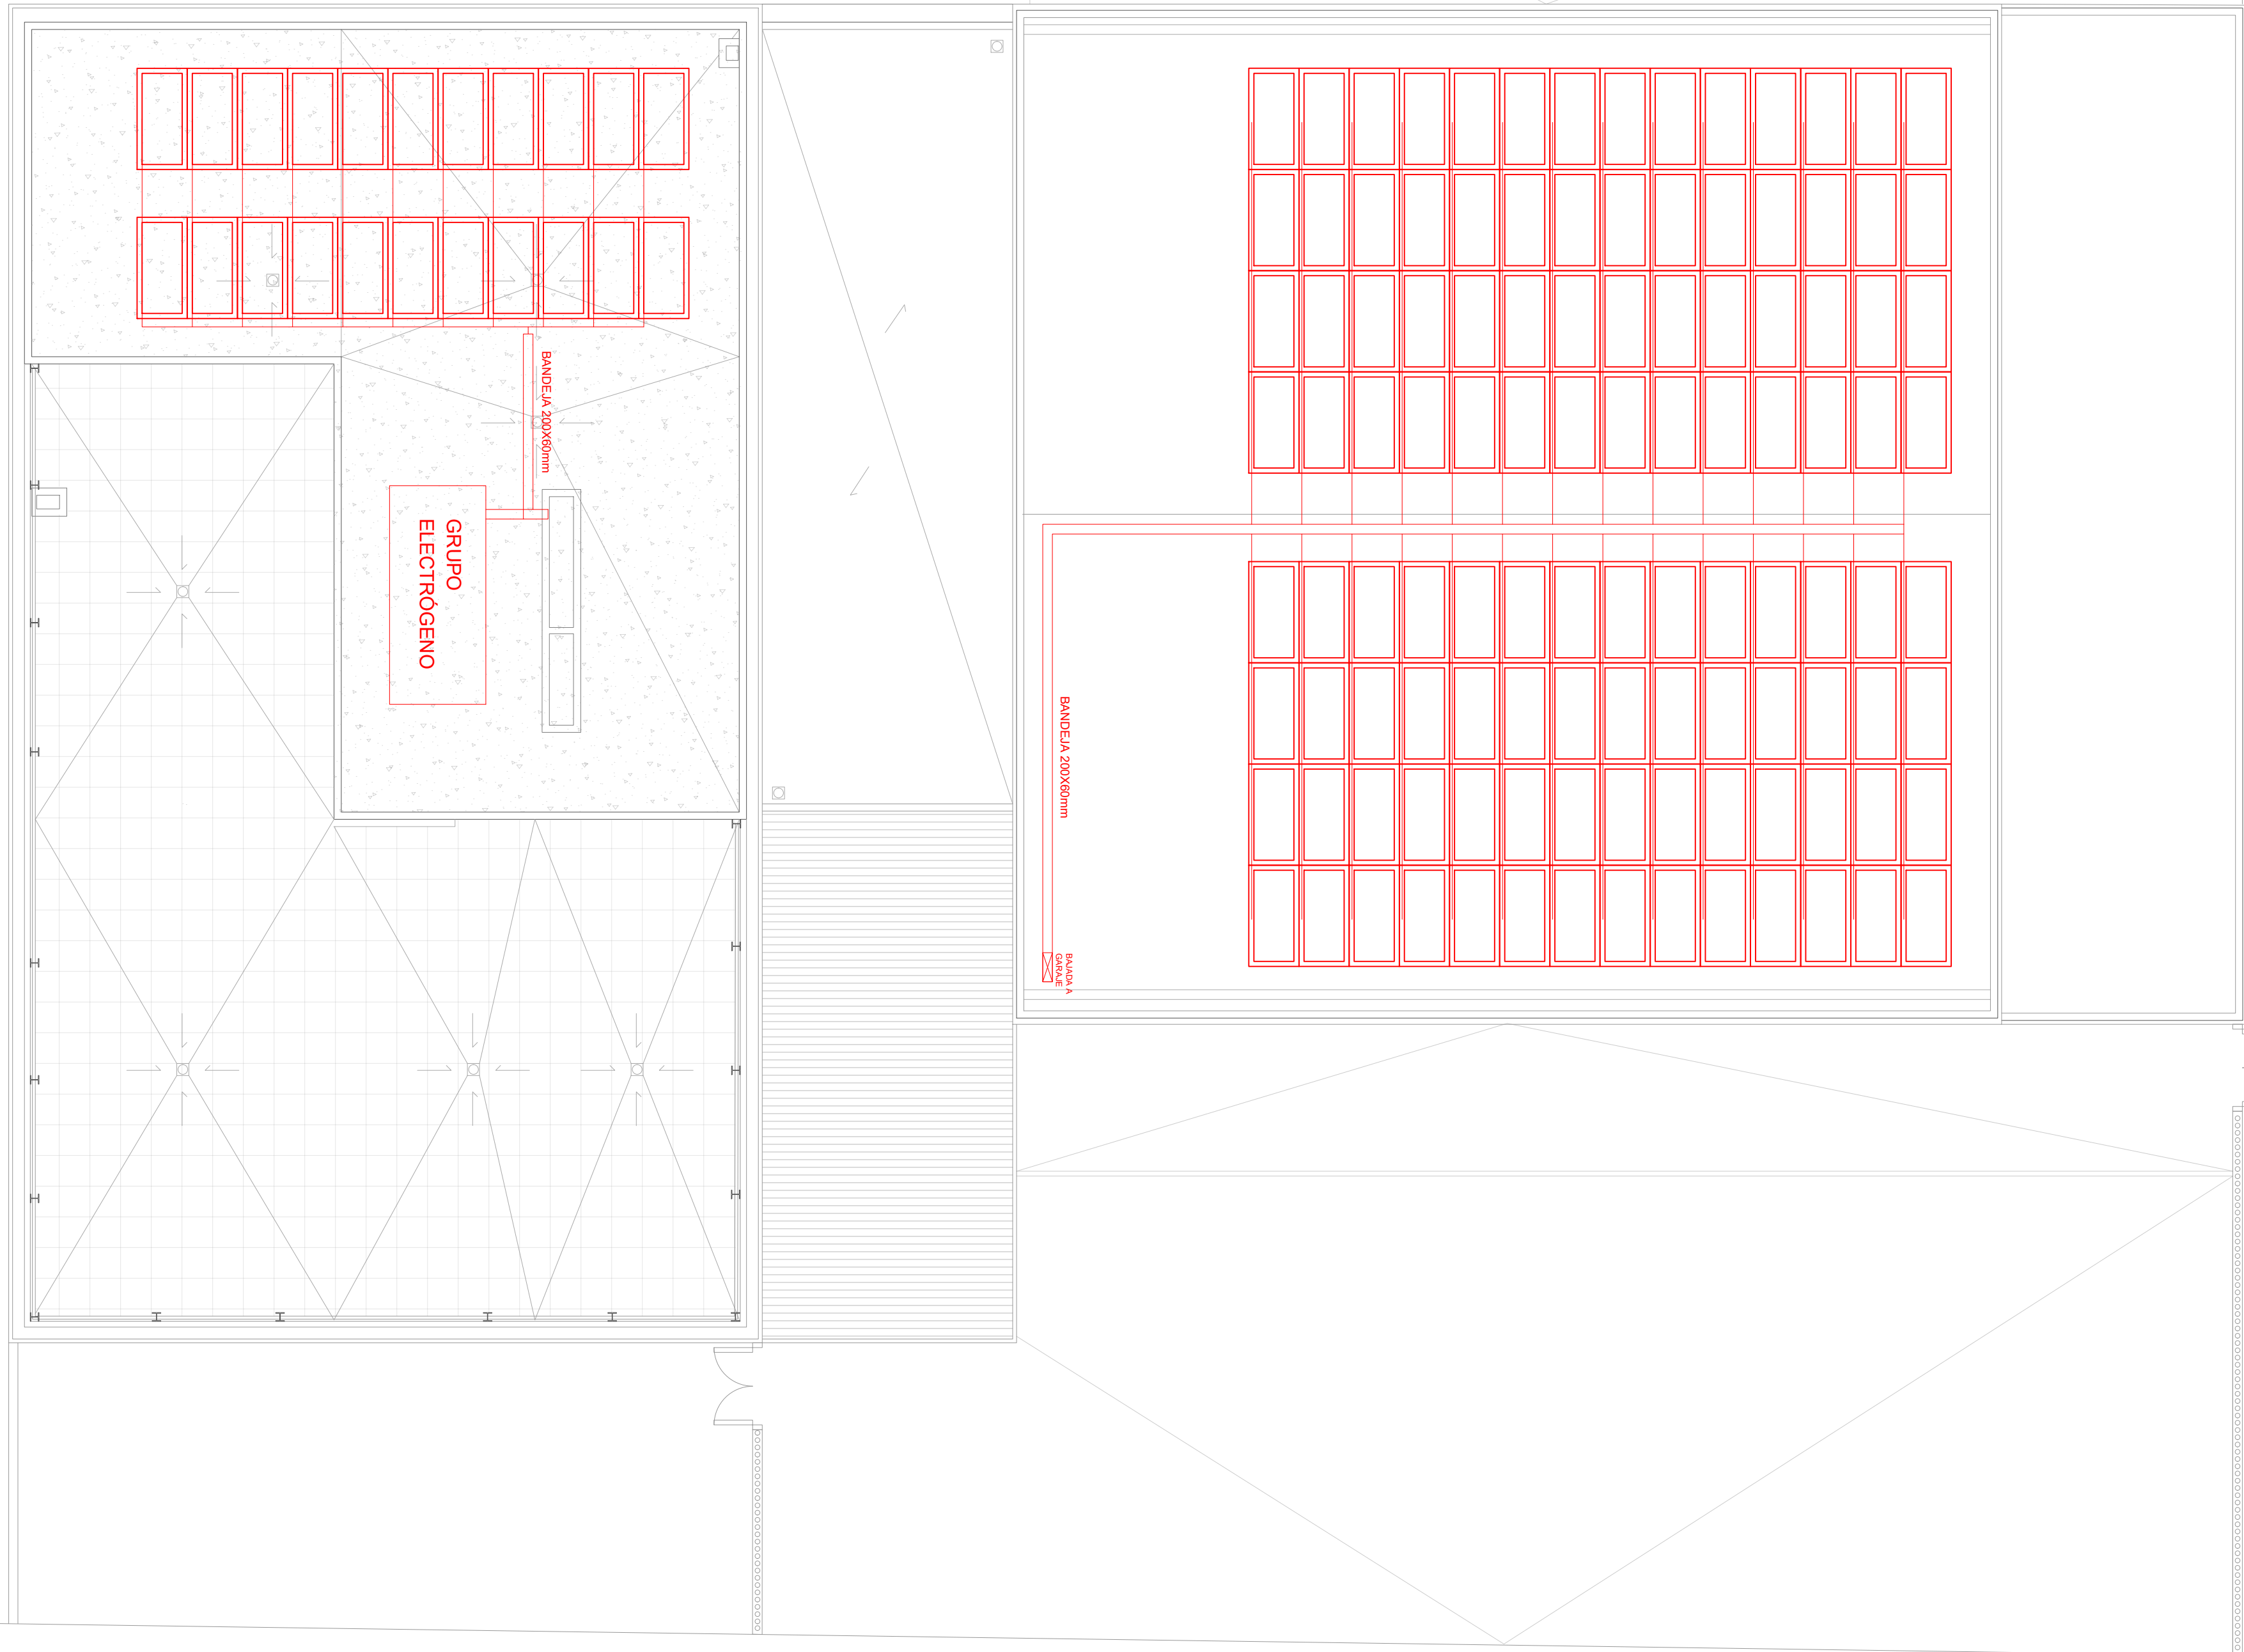 BANDEJA 200X60mm
GRUPO
ELECTRÓGENO
BANDEJA 200X60mm
BAJADA A
GARAJE